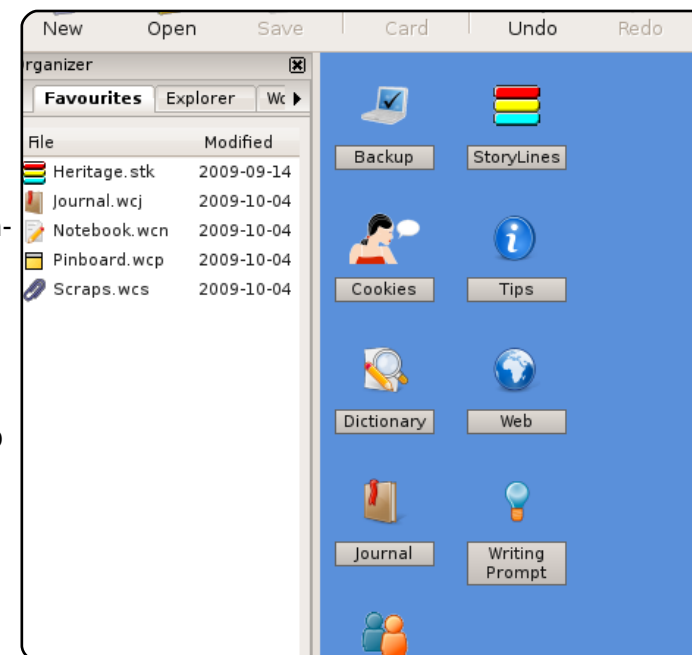 New Open Save Card Undo Redo
rganizer
Favourites Explorer Wc
File Modified
Heritage.stk 2009-09-14
Journal.wcj 2009-10-04
Notebook.wcn 2009-10-04
Pinboard.wcp 2009-10-04
Scraps.wcs 2009-10-04
Backup StoryLines
Cookies Tips
Dictionary Web
Journal Writing
Prompt